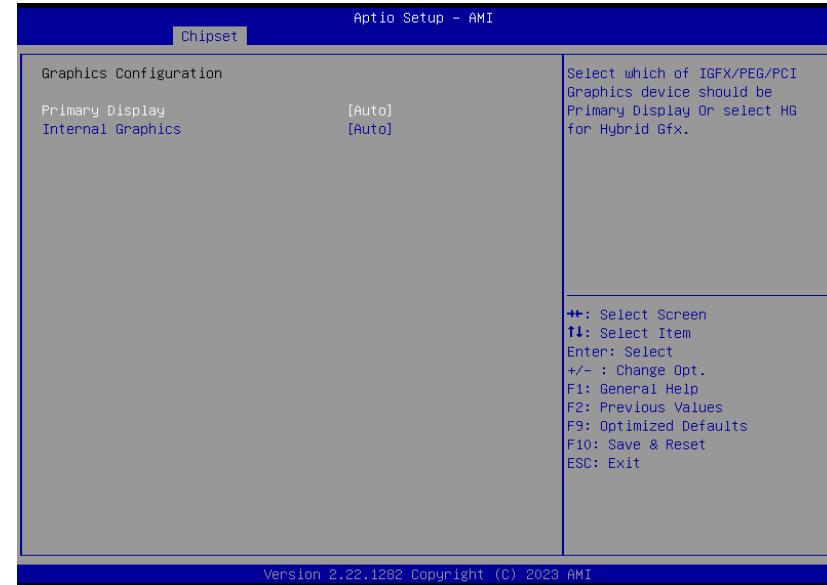 Aptio Setup – AMI
Chipset
Graphics Configuration
Primary Display [Auto]
Internal Graphics [Auto]
Select which of IGFX/PEG/PCI
Graphics device should be
Primary Display Or select HG
for Hybrid Gfx.
→←: Select Screen
↑↓: Select Item
Enter: Select
+/- : Change Opt.
F1: General Help
F2: Previous Values
F9: Optimized Defaults
F10: Save & Reset
ESC: Exit
Version 2.22.1282 Copyright (C) 2023 AMI